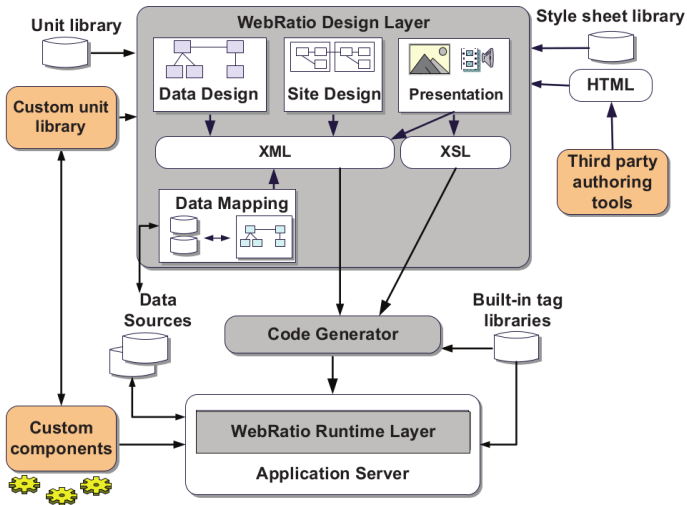 WebRatio Design Layer
Unit library
Style sheet library
Custom unit
library
Data Design
Site Design
Presentation
HTML
XML
XSL
Third party
authoring
tools
Data Mapping
Data
Sources
Built-in tag
libraries
Code Generator
Custom
components
WebRatio Runtime Layer
Application Server